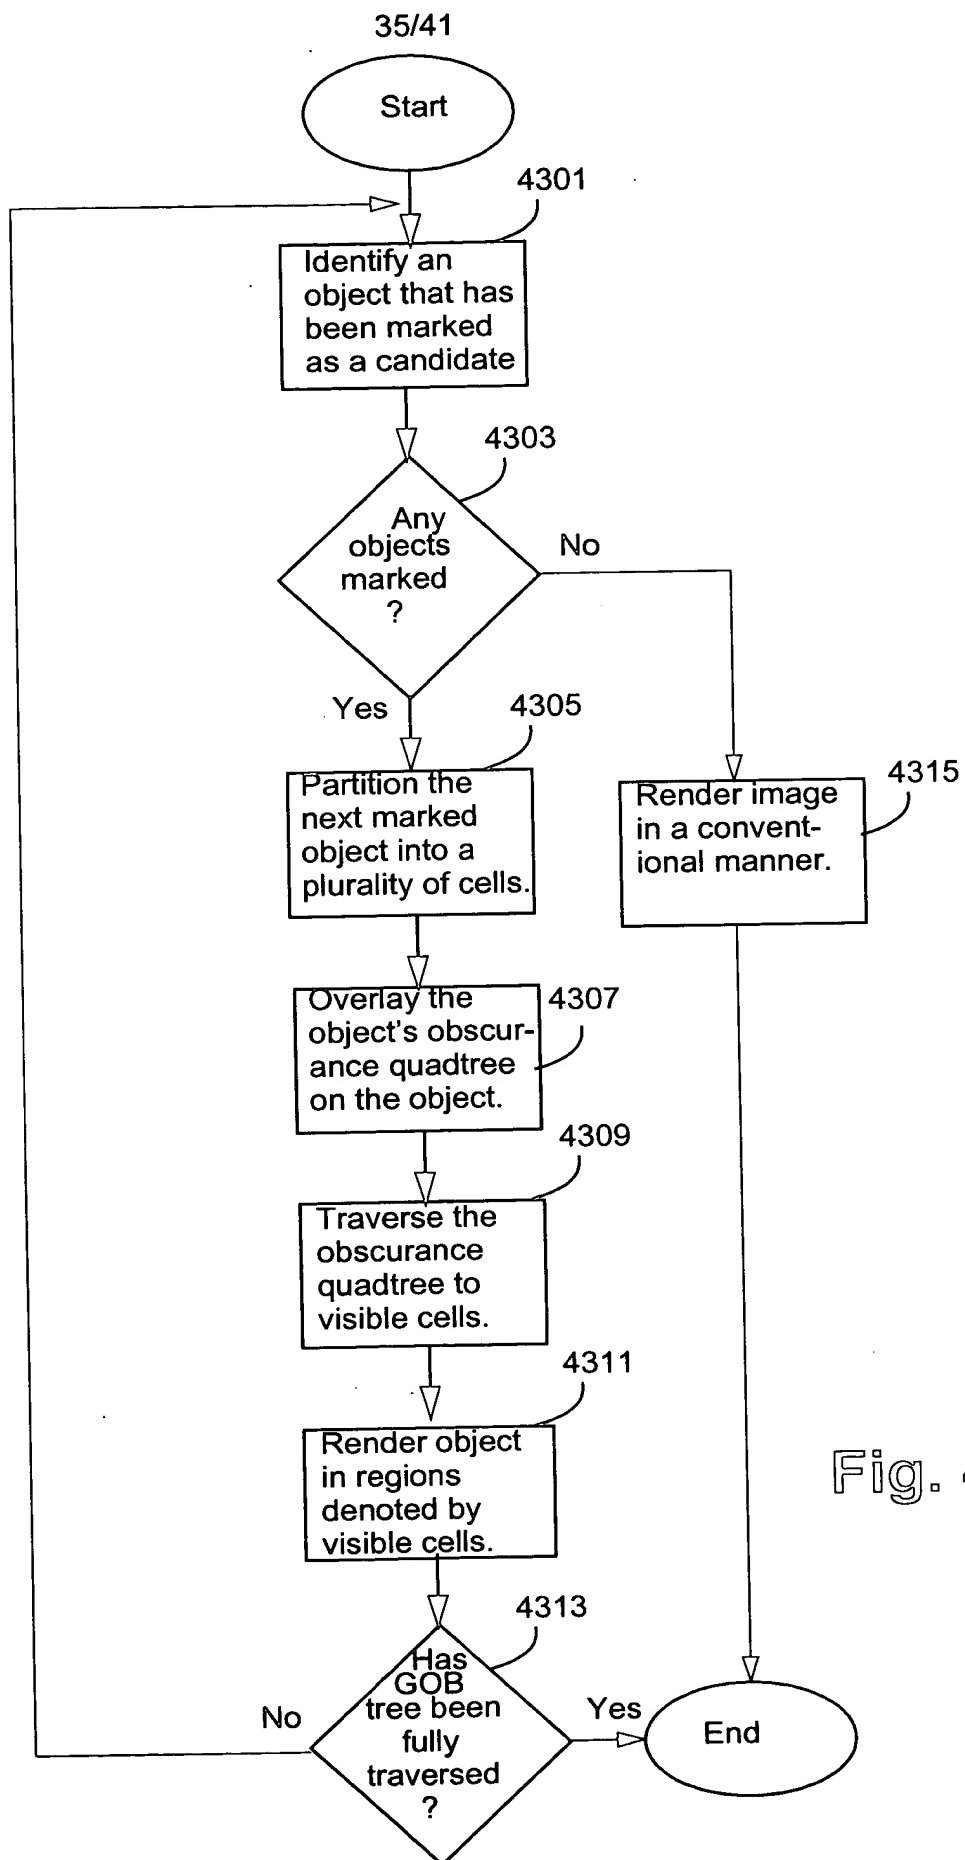 35/41
Start
4301
Identify an
object that has
been marked
as a candidate
4303
Any
objects
marked
?
No
Yes
4305
Partition the
next marked
object into a
plurality of cells.
4315
Render image
in a convent-
ional manner.
4307
Overlay the
object's obscur-
ance quadtree
on the object.
4309
Traverse the
obscurance
quadtree to
visible cells.
4311
Render object
in regions
denoted by
visible cells.
Fig.
4313
Has
GOB
tree been
fully
traversed
?
No
Yes
End